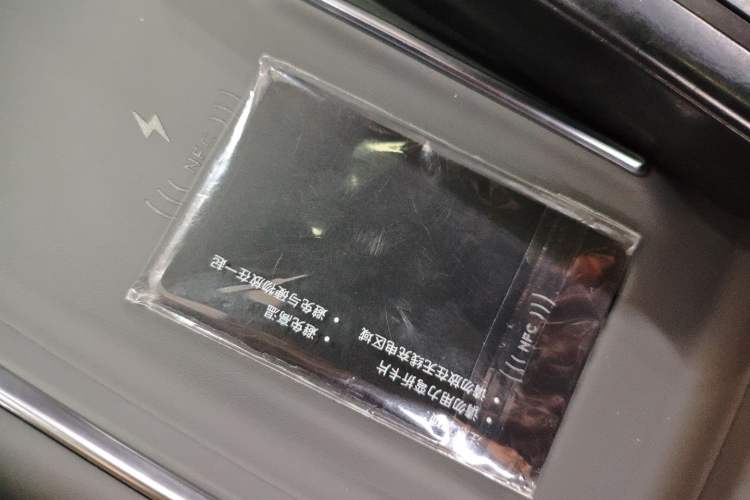 NFC
NFC
• 请勿用力弯折卡片
• 请勿放在无线充电区域
• 避免高温
• 避免与硬物放在一起